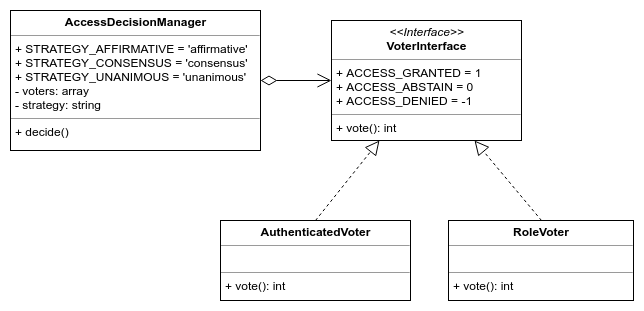 AccessDecisionManager
+ STRATEGY_AFFIRMATIVE = 'affirmative'
+ STRATEGY_CONSENSUS = 'consensus'
+ STRATEGY_UNANIMOUS = 'unanimous'
- voters: array
- strategy: string
+ decide()
<<Interface>>
VoterInterface
+ ACCESS_GRANTED = 1
+ ACCESS_ABSTAIN = 0
+ ACCESS_DENIED = -1
+ vote(): int
AuthenticatedVoter
+ vote(): int
RoleVoter
+ vote(): int